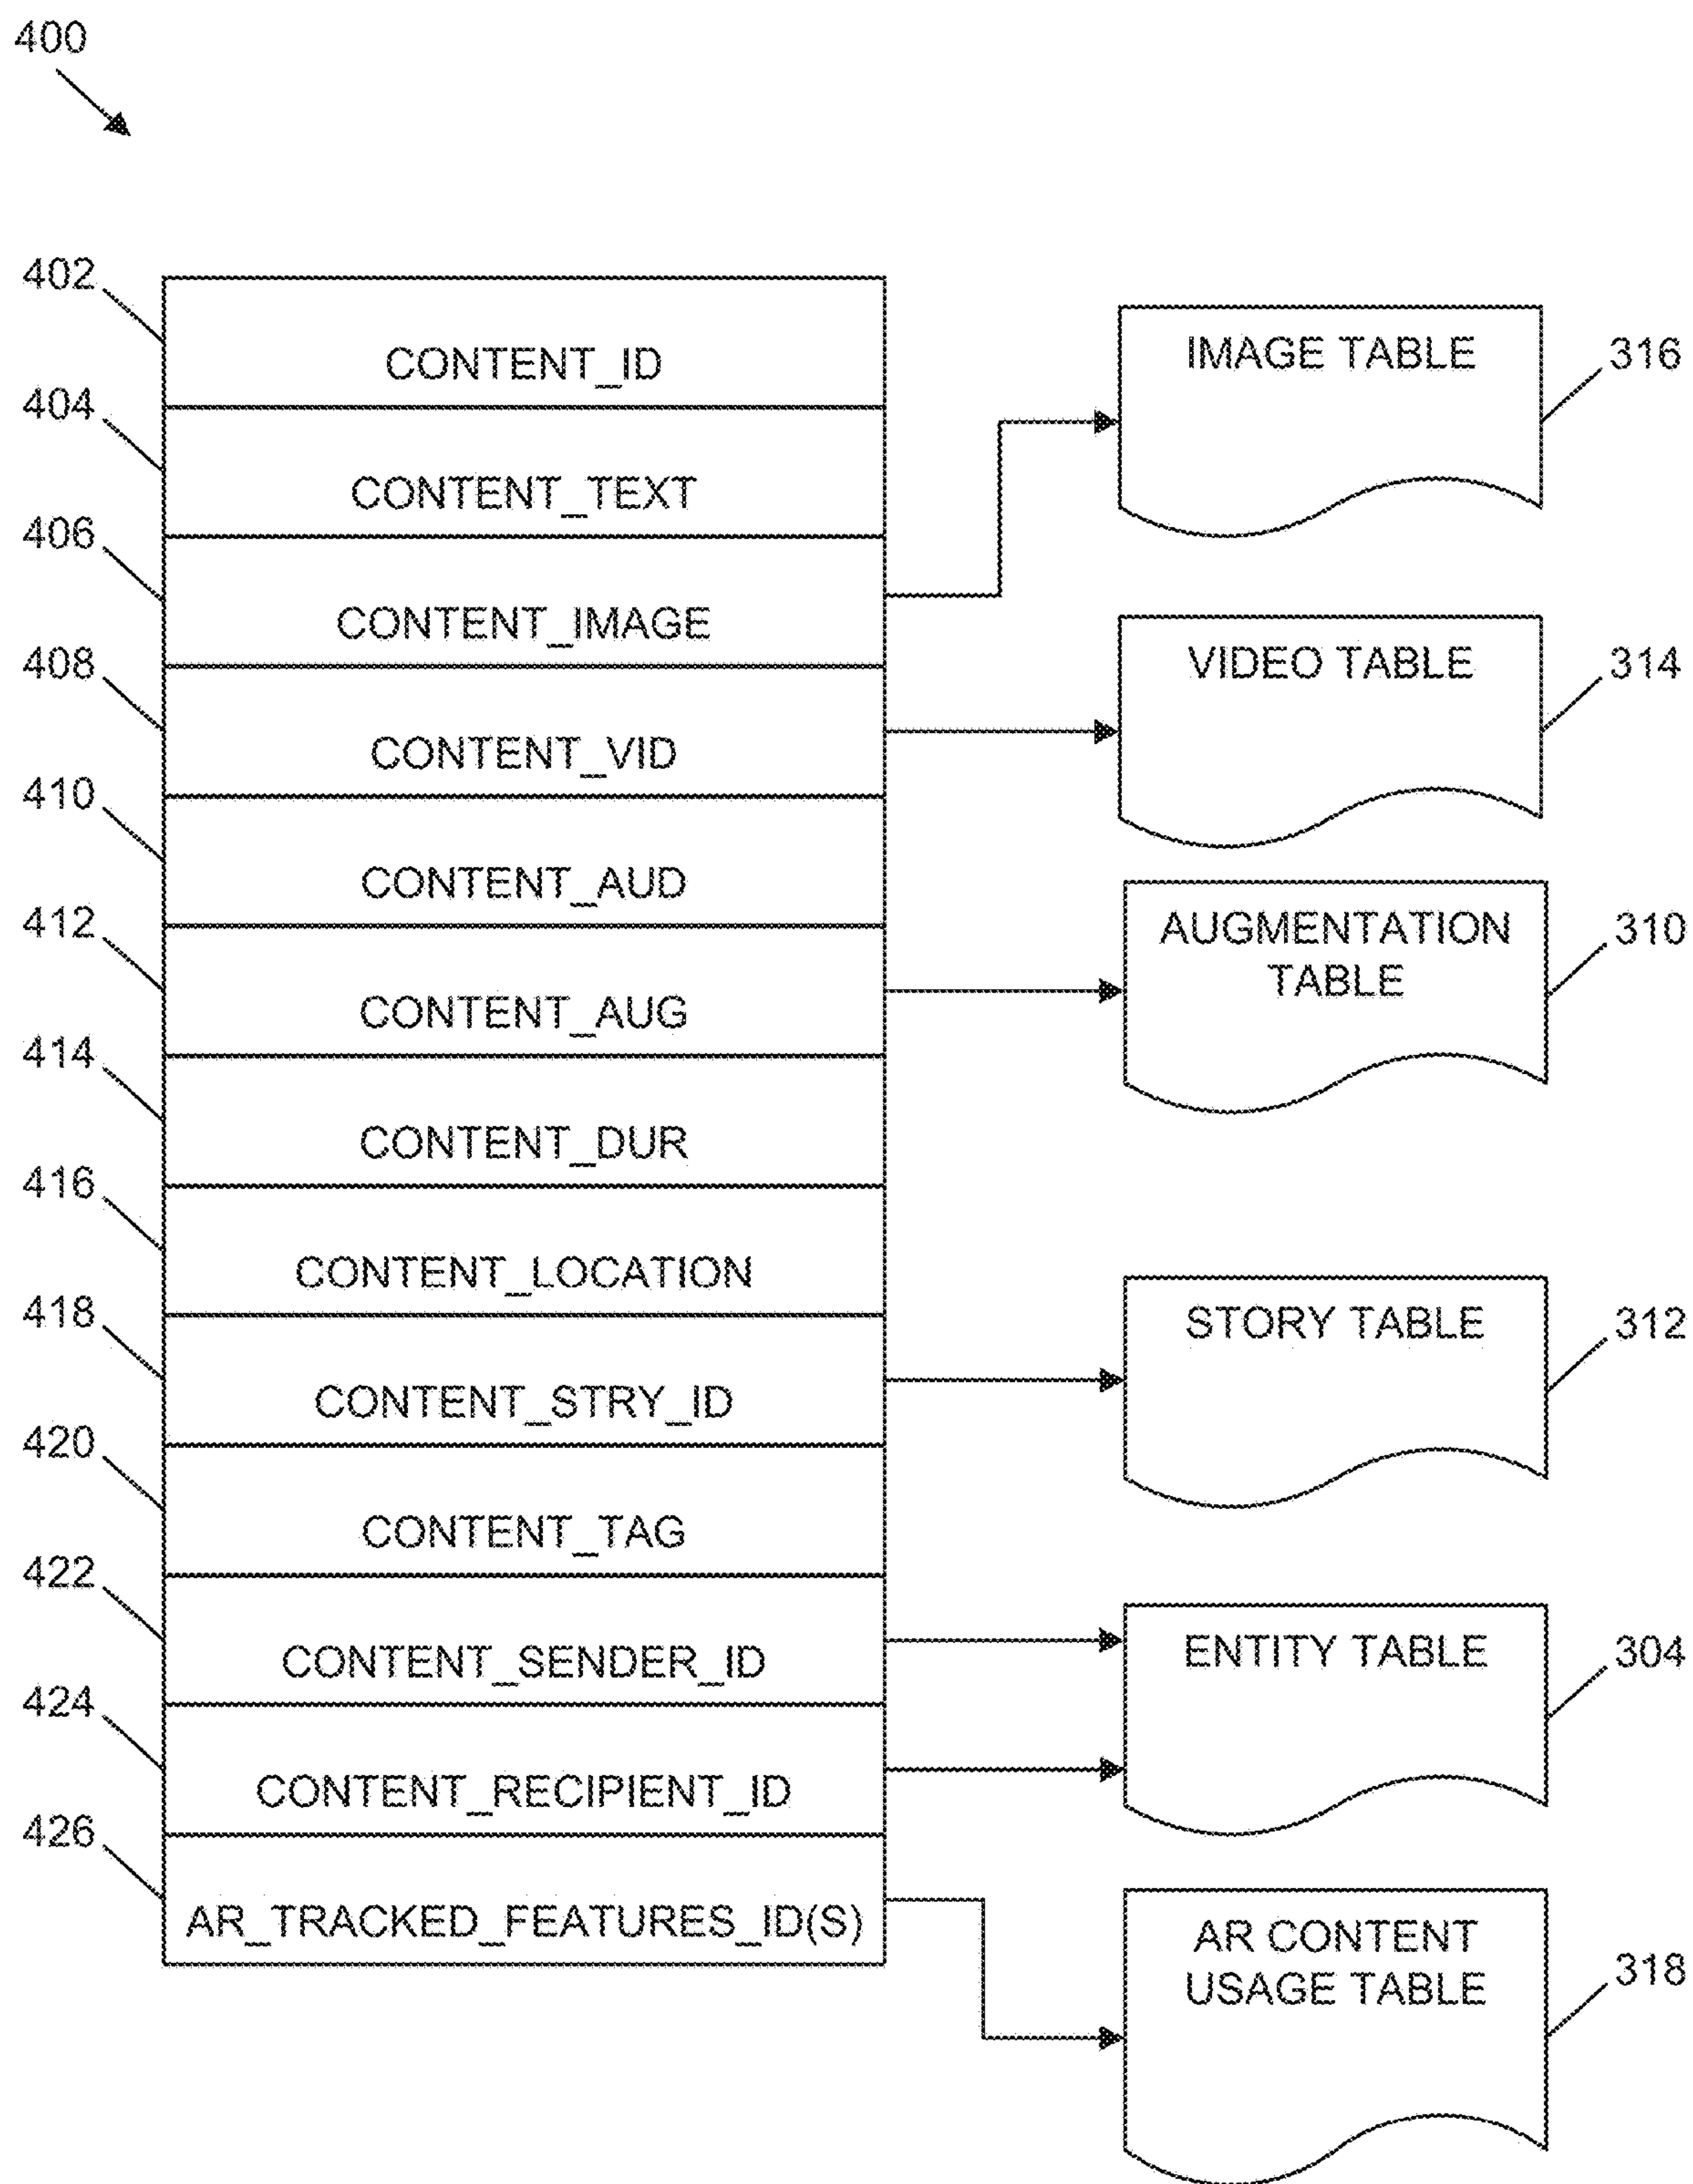 400
402
CONTENT_ID
404
CONTENT_TEXT
406
CONTENT_IMAGE
408
CONTENT_VID
410
CONTENT_AUD
412
CONTENT_AUG
414
CONTENT_DUR
416
CONTENT_LOCATION
418
CONTENT_STRY_ID
420
CONTENT_TAG
422
CONTENT_SENDER_ID
424
CONTENT_RECIPIENT_ID
426
AR_TRACKED_FEATURES_ID(S)
IMAGE TABLE
316
VIDEO TABLE
314
AUGMENTATION
TABLE
310
STORY TABLE
312
ENTITY TABLE
304
AR CONTENT
USAGE TABLE
318